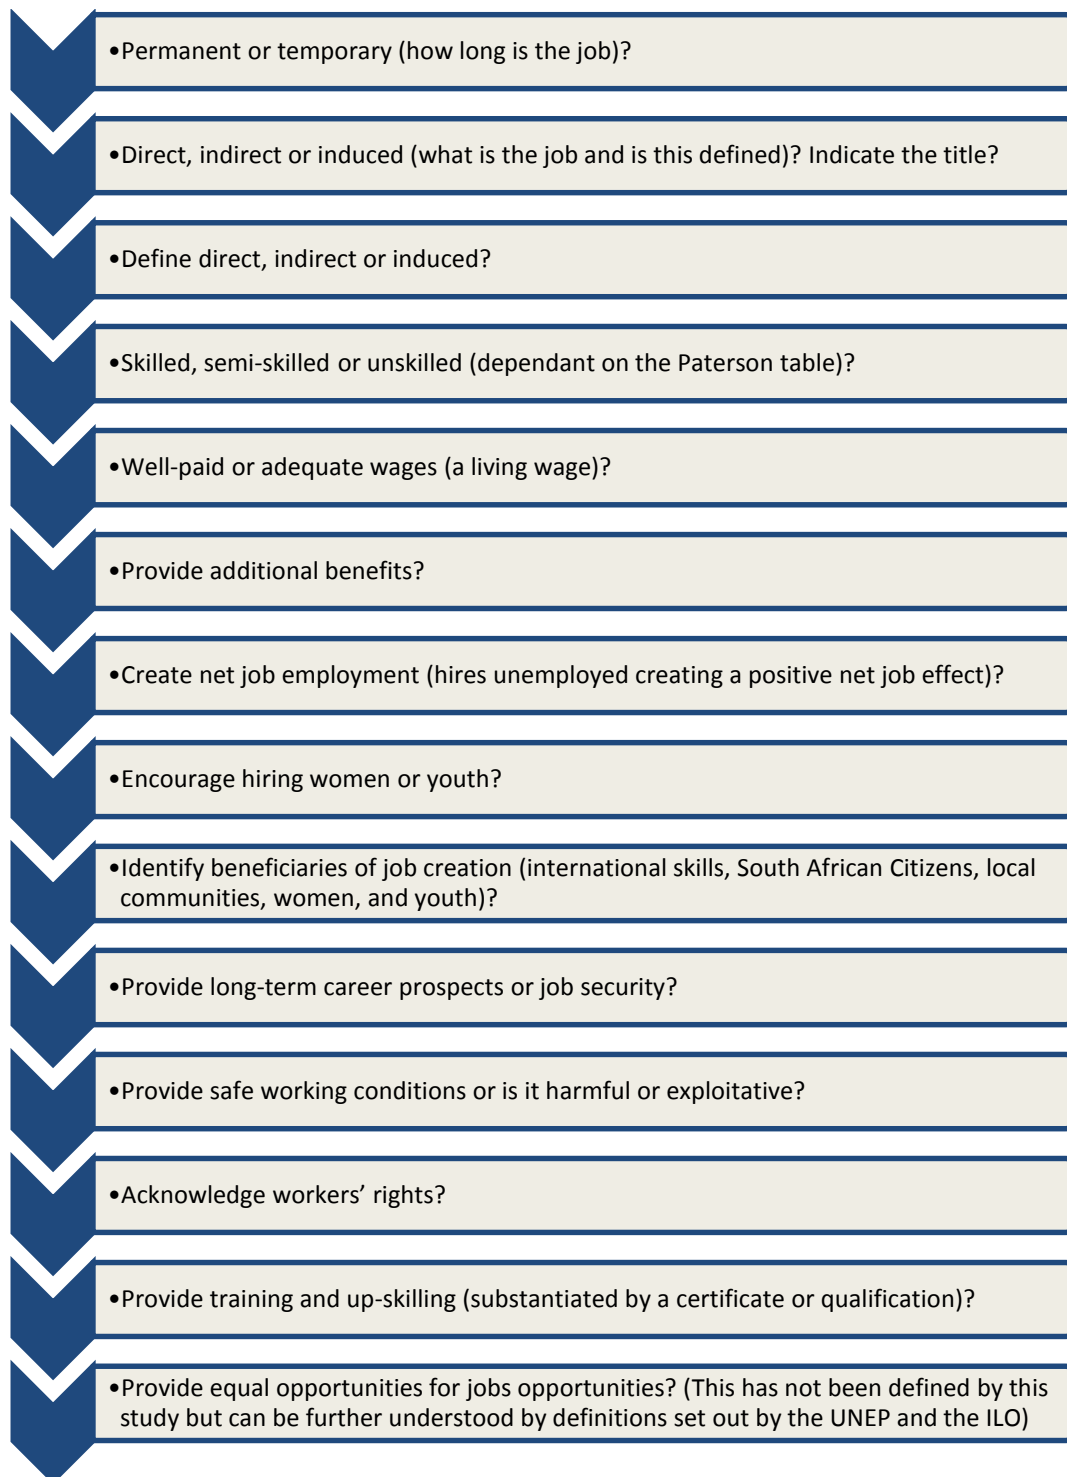 •Permanent or temporary (how long is the job)?
•Direct, indirect or induced (what is the job and is this defined)? Indicate the title?
•Define direct, indirect or induced?
•Skilled, semi-skilled or unskilled (dependant on the Paterson table)?
•Well-paid or adequate wages (a living wage)?
•Provide additional benefits?
•Create net job employment (hires unemployed creating a positive net job effect)?
•Encourage hiring women or youth?
•Identify beneficiaries of job creation (international skills, South African Citizens, local
communities, women, and youth)?
•Provide long-term career prospects or job security?
•Provide safe working conditions or is it harmful or exploitative?
•Acknowledge workers’ rights?
•Provide training and up-skilling (substantiated by a certificate or qualification)?
•Provide equal opportunities for jobs opportunities? (This has not been defined by this
study but can be further understood by definitions set out by the UNEP and the ILO)